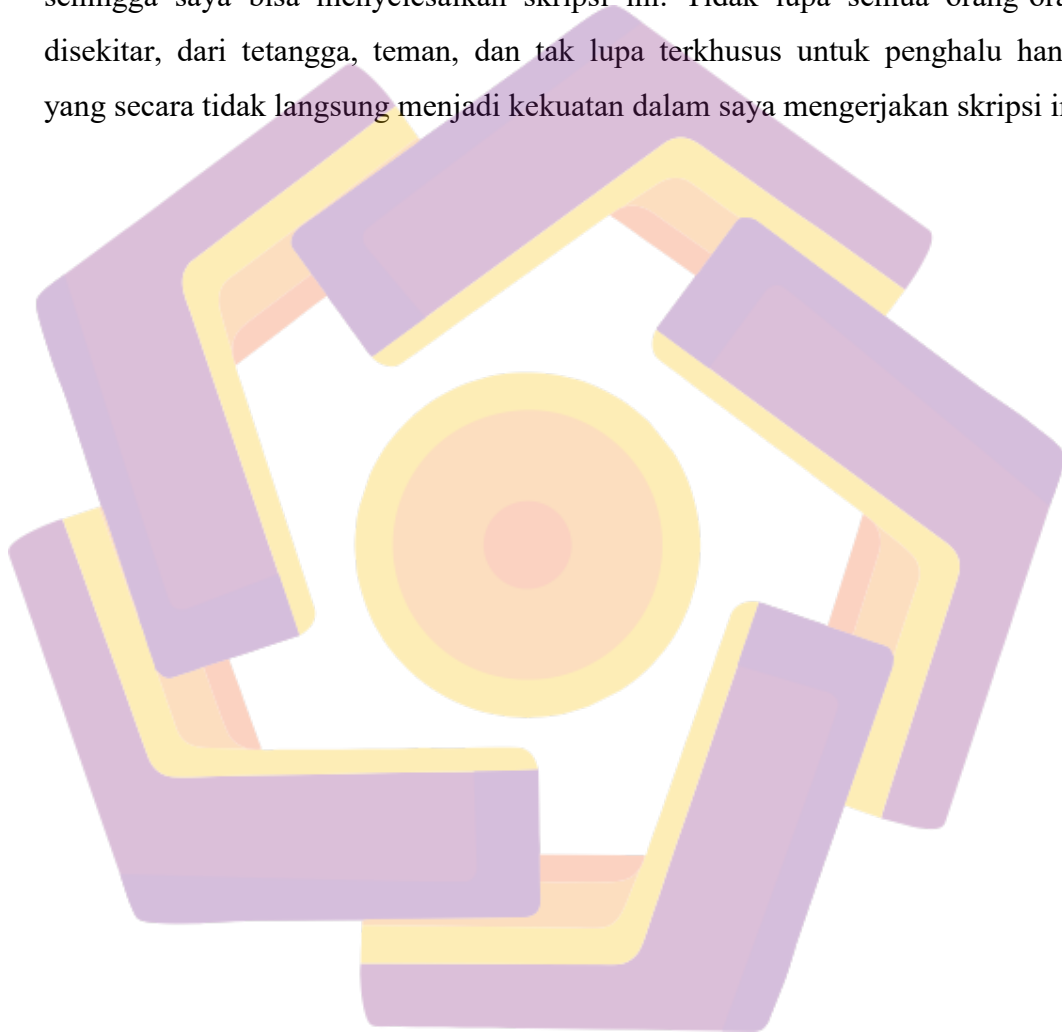 sehingga saya bisa menyelesaikan skripsi ini. Tidak lupa semua
disekitar, dari tetangga, teman, dan tak lupa terkhusus untuk penghalu
yang secara tidak langsung menjadi kekuatan dalam saya mengerjakan skripsi